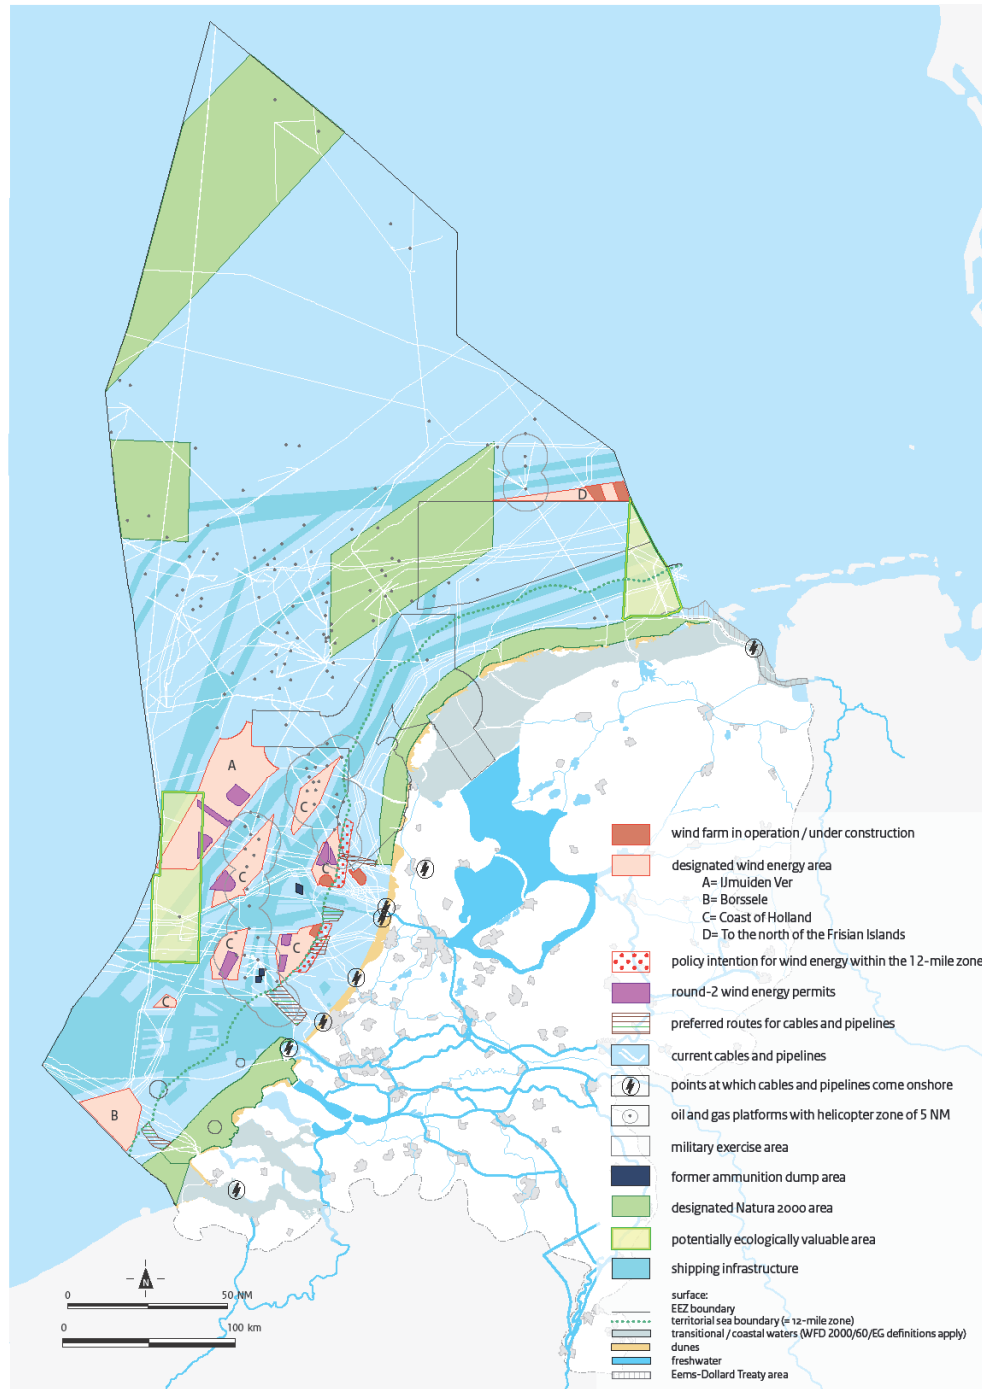 D
A
C
C
C
C
C
C
B
wind farm in operation / under construction
designated wind energy area
A= IJmuiden Ver
B= Borssele
C= Coast of Holland
D= To the north of the Frisian Islands
policy intention for wind energy within the 12-mile zone
round-2 wind energy permits
preferred routes for cables and pipelines
current cables and pipelines
points at which cables and pipelines come onshore
oil and gas platforms with helicopter zone of 5 NM
military exercise area
former ammunition dump area
designated Natura 2000 area
potentially ecologically valuable area
shipping infrastructure
surface:
EEZ boundary
territorial sea boundary (= 12-mile zone)
transitional / coastal waters (WFD 2000/60/EG definitions apply)
dunes
freshwater
Eems-Dollard Treaty area
N
0 50 NM
0 100 km